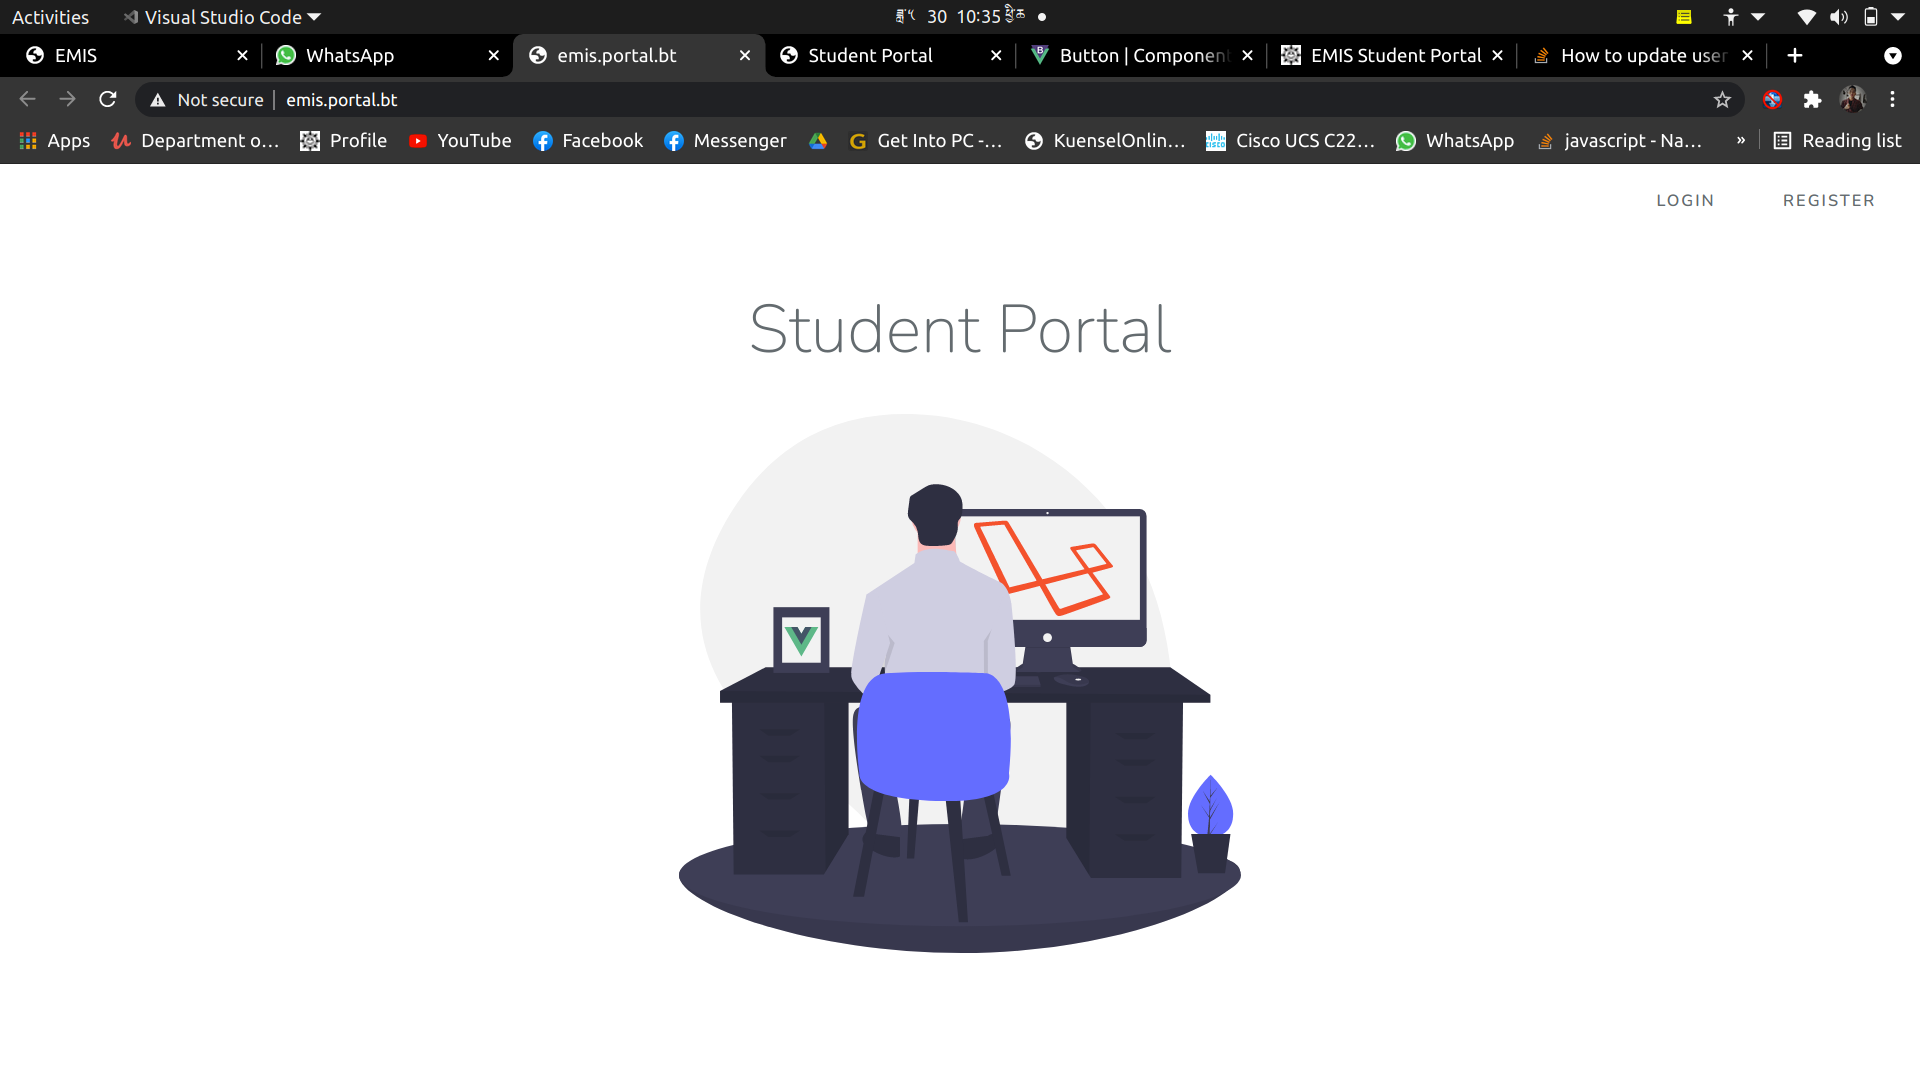 Activities
Visual Studio Code
30 10:35
EMIS
WhatsApp
emis.portal.bt
Student Portal
Button | Component
EMIS Student Portal
How to update user
Not secure
emis.portal.bt
Apps
Department o...
Profile
YouTube
Facebook
Messenger
Get Into PC -...
KuenselOnlin...
Cisco UCS C22...
WhatsApp
javascript - Na...
»
Reading list
LOGIN
REGISTER
Student Portal